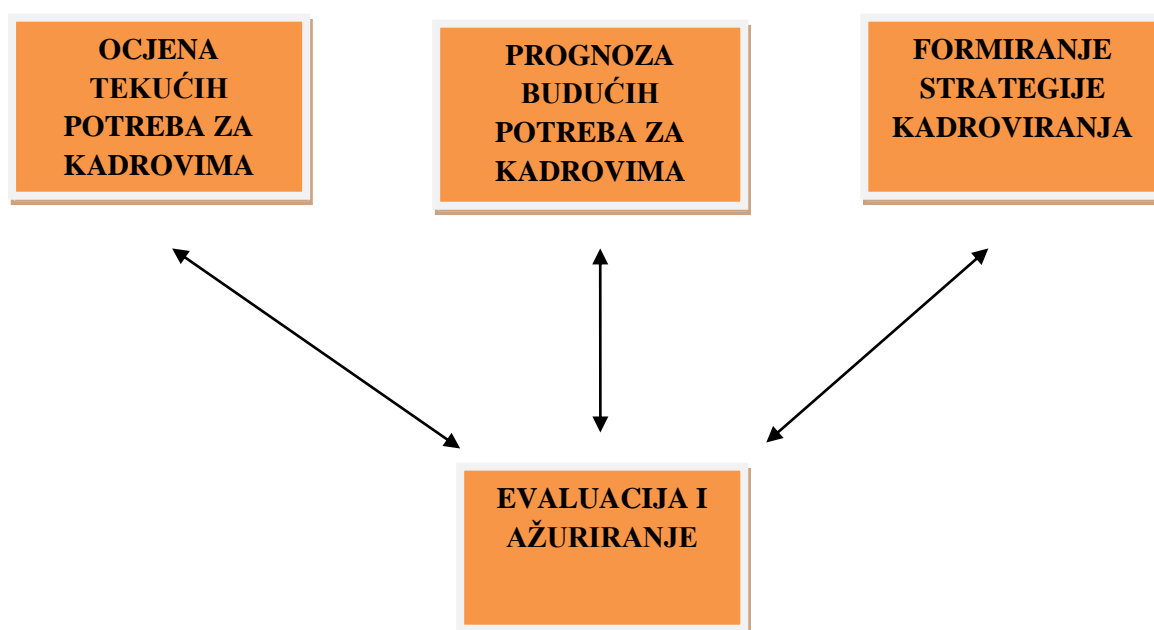 OCJENA
TEKUĆIH
POTREBA ZA
KADROVIMA
PROGNOZA
BUDUĆIH
POTREBA ZA
KADROVIMA
FORMIRANJE
STRATEGIJE
KADROVIRANJA
EVALUACIJA I
AŽURIRANJE